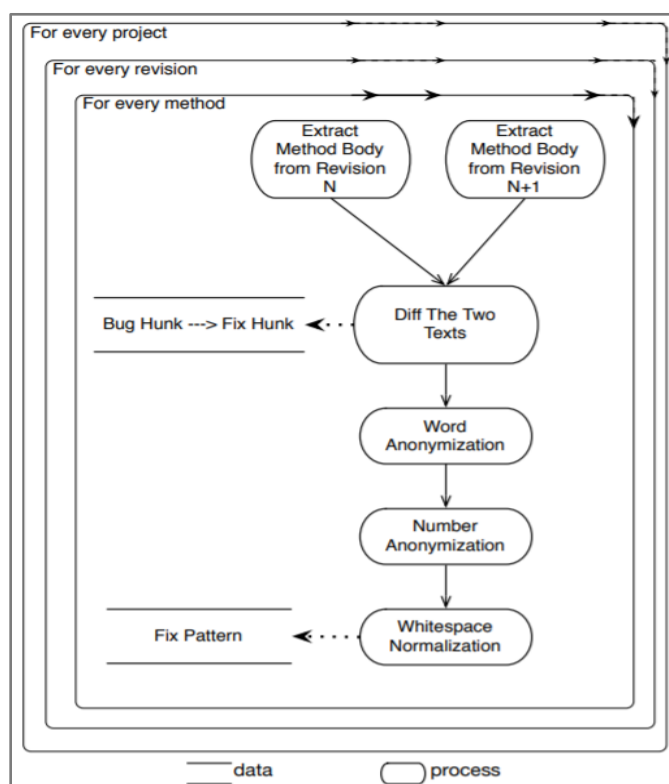 For every project
For every revision
For every method
Extract
Method Body
from Revision
N
Extract
Method Body
from Revision
N+1
Bug Hunk ---> Fix Hunk
Diff The Two
Texts
Word
Anonymization
Number
Anonymization
Fix Pattern
Whitespace
Normalization
data
process